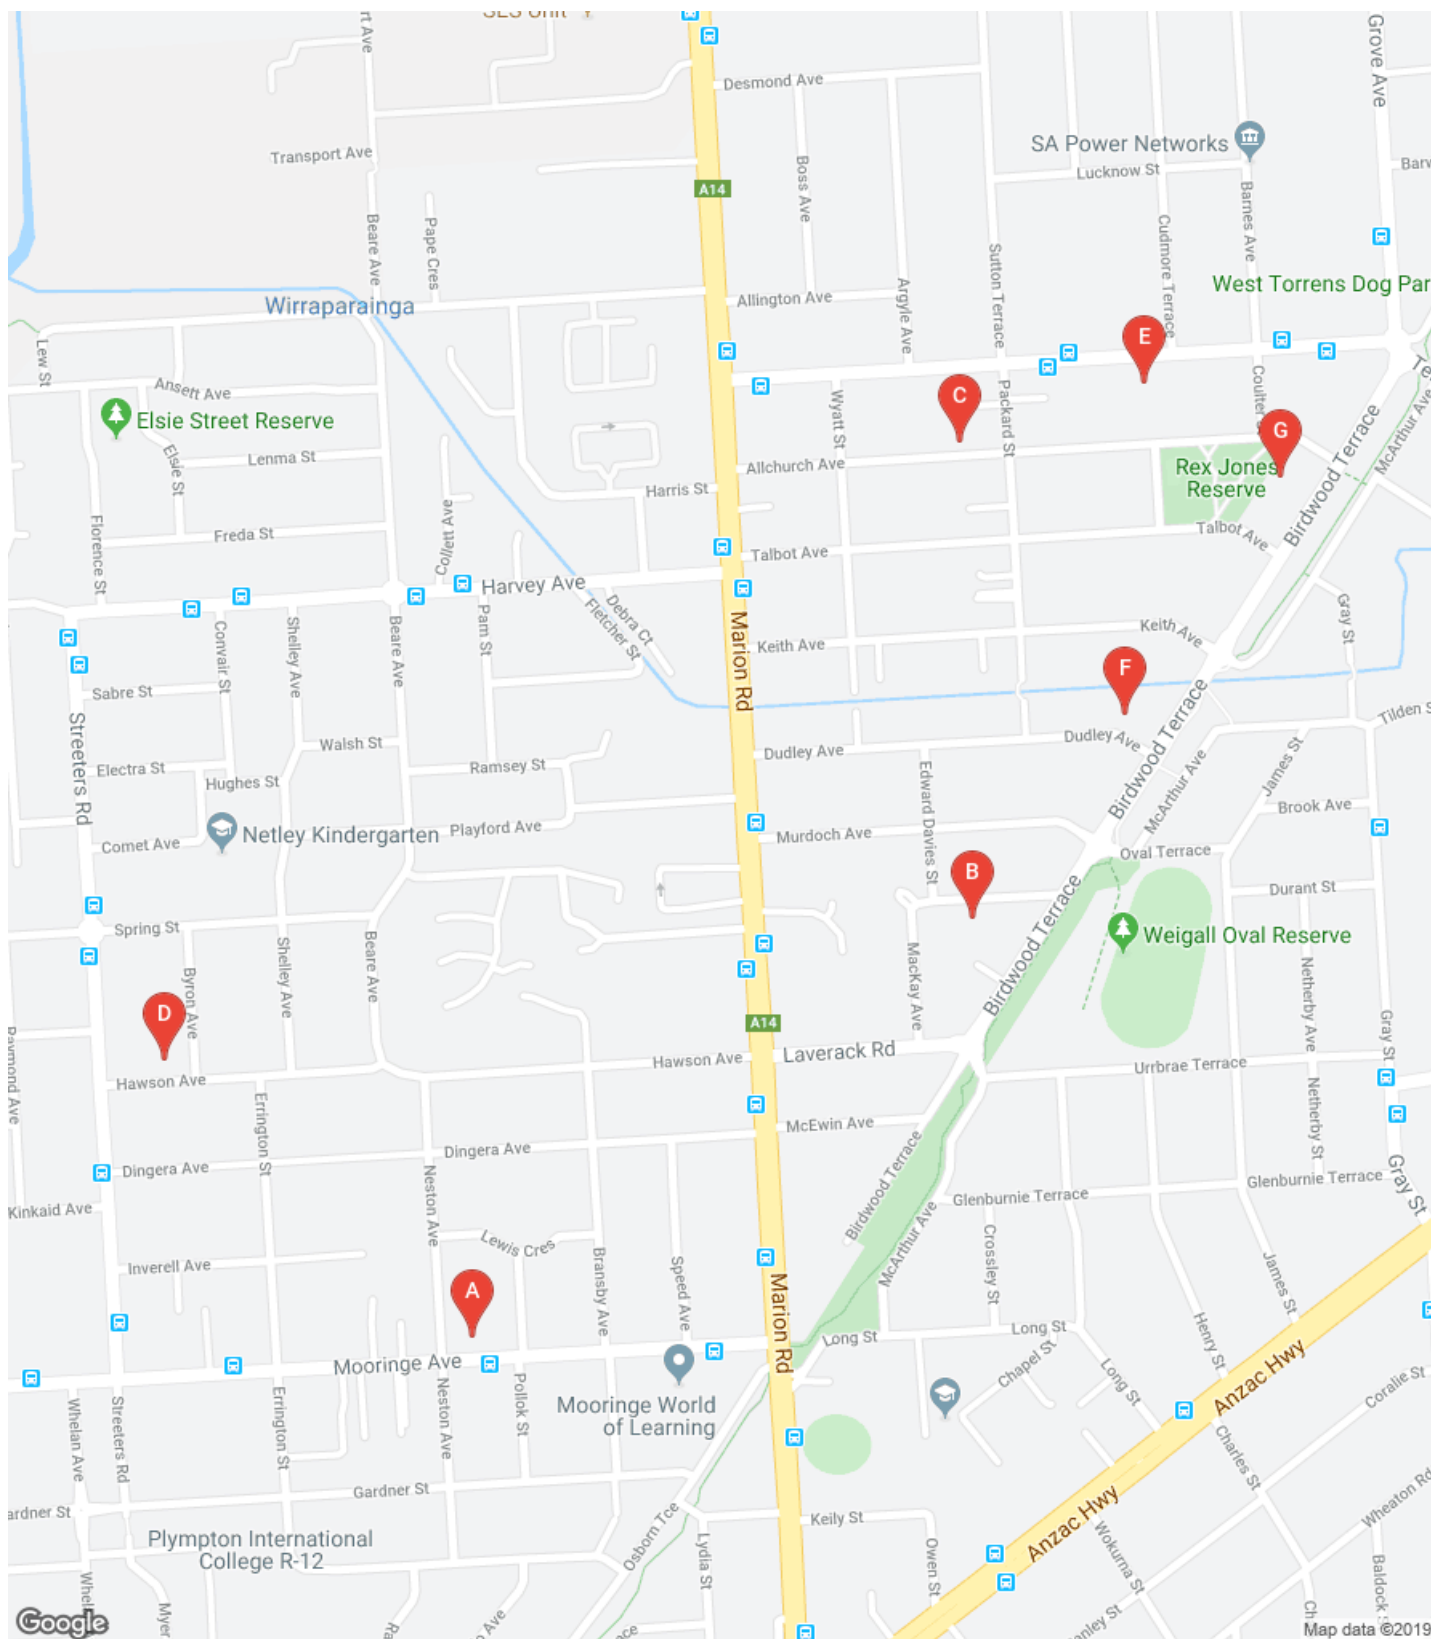 SES Unit
Desmond Ave
Grove Ave
SA Power Networks
Transport Ave
Lucknow St
A14
Boss Ave
Beare Ave
Pape Cres
Barnes Ave
Cudmore Terrace
Sutton Terrace
Argyle Ave
West Torrens Dog Par
Wirraparainga
Allington Ave
E
Lew St
Ansett Ave
Elsie Street Reserve
C
Packard St
Wyatt St
G
McArthur Ave
Birdwood Terrace
Elsie St
Lenma St
Allchurch Ave
Rex Jones
Reserve
Harris St
Florence St
Freda St
Collett Ave
Talbot Ave
Talbot Ave
Harvey Ave
Debra Ct
Fletcher St
Marion Rd
Gray St
Convair St
Shelley Ave
Beare Ave
Pam St
Keith Ave
Keith Ave
F
Sabre St
Streeters Rd
Walsh St
Dudley Ave
Dudley Ave
Birdwood Terrace
McArthur Ave
James St
Electra St
Hughes St
Ramsey St
Edward Davies St
Brook Ave
Netley Kindergarten
Playford Ave
Murdoch Ave
Comet Ave
Oval Terrace
B
Durant St
Spring St
Byron Ave
Shelley Ave
Beare Ave
MacKay Ave
Birdwood Terrace
Weigall Oval Reserve
Netherby Ave
Gray St
D
A14
Raymond Ave
Hawson Ave
Hawson Ave
Laverack Rd
Urrbrae Terrace
Errington St
McEwin Ave
Netherby St
Dingera Ave
Dingera Ave
Neston Ave
Birdwood Terrace
McArthur Ave
Glenburnie Terrace
Glenburnie Terrace
Gray St
Kinkaid Ave
Lewis Cres
Bransby Ave
Speed Ave
Crossley St
Inverell Ave
James St
A
Marion Rd
Henry St
Long St
Long St
Mooringe Ave
Chapel St
Long St
Anzac Hwy
Coralie St
Whelan Ave
Streeters Rd
Errington St
Neston Ave
Pollok St
Mooringe World
of Learning
Charles St
Gardner St
ardner St
Osborn Tce
Keily St
Anzac Hwy
Wheaton Rd
Plympton International
College R-12
Lydia St
Owen St
Wokurna St
Myer
Google
Map data ©2019